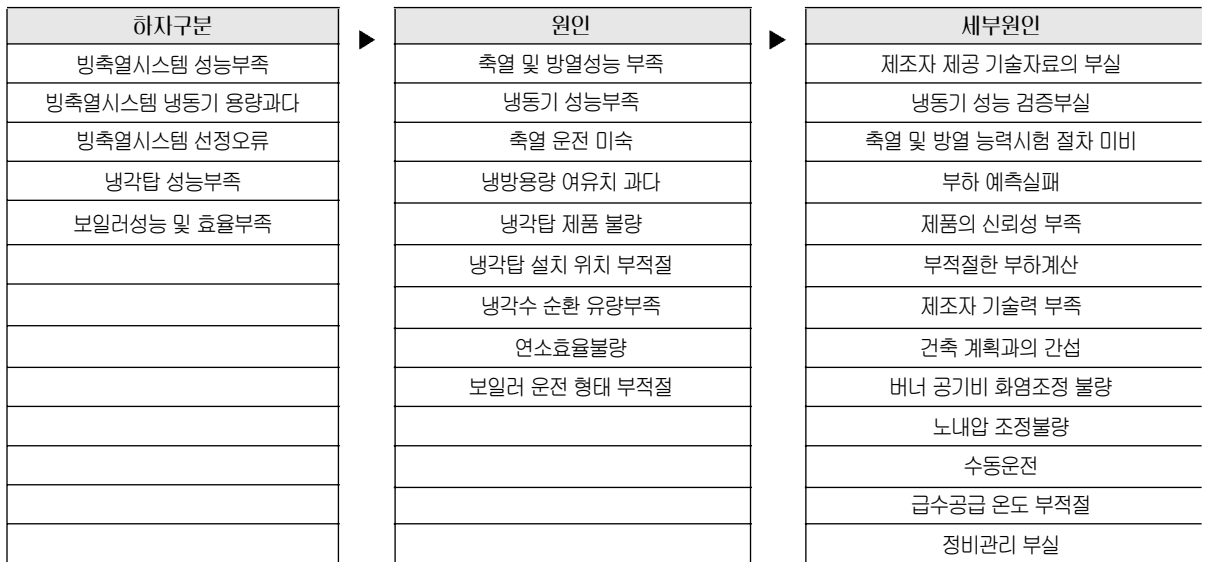 하자구분
빙축열시스템 성능부족
빙축열시스템 냉동기 용량과다
빙축열시스템 선정오류
냉각탑 성능부족
보일러성능 및 효율부족
▶
원인
축열 및 방열성능 부족
냉동기 성능부족
축열 운전 미숙
냉방용량 여유치 과다
냉각탑 제품 불량
냉각탑 설치 위치 부적절
냉각수 순환 유량부족
연소효율불량
보일러 운전 형태 부적절
▶
세부원인
제조자 제공 기술자료의 부실
냉동기 성능 검증부실
축열 및 방열 능력시험 절차 미비
부하 예측실패
제품의 신뢰성 부족
부적절한 부하계산
제조자 기술력 부족
건축 계획과의 간섭
버너 공기비 화염조정 불량
노내압 조정불량
수동운전
급수공급 온도 부적절
정비관리 부실